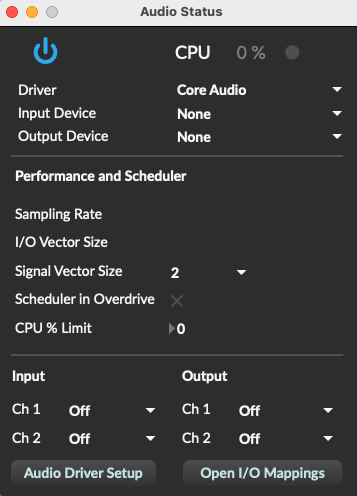 Audio Status
CPU 0 %
Driver Core Audio
Input Device None
Output Device None
Performance and Scheduler
Sampling Rate
I/O Vector Size
Signal Vector Size 2
Scheduler in Overdrive
CPU % Limit 0
Input Output
Ch 1 Off Ch 1 Off
Ch 2 Off Ch 2 Off
Audio Driver Setup Open I/O Mappings